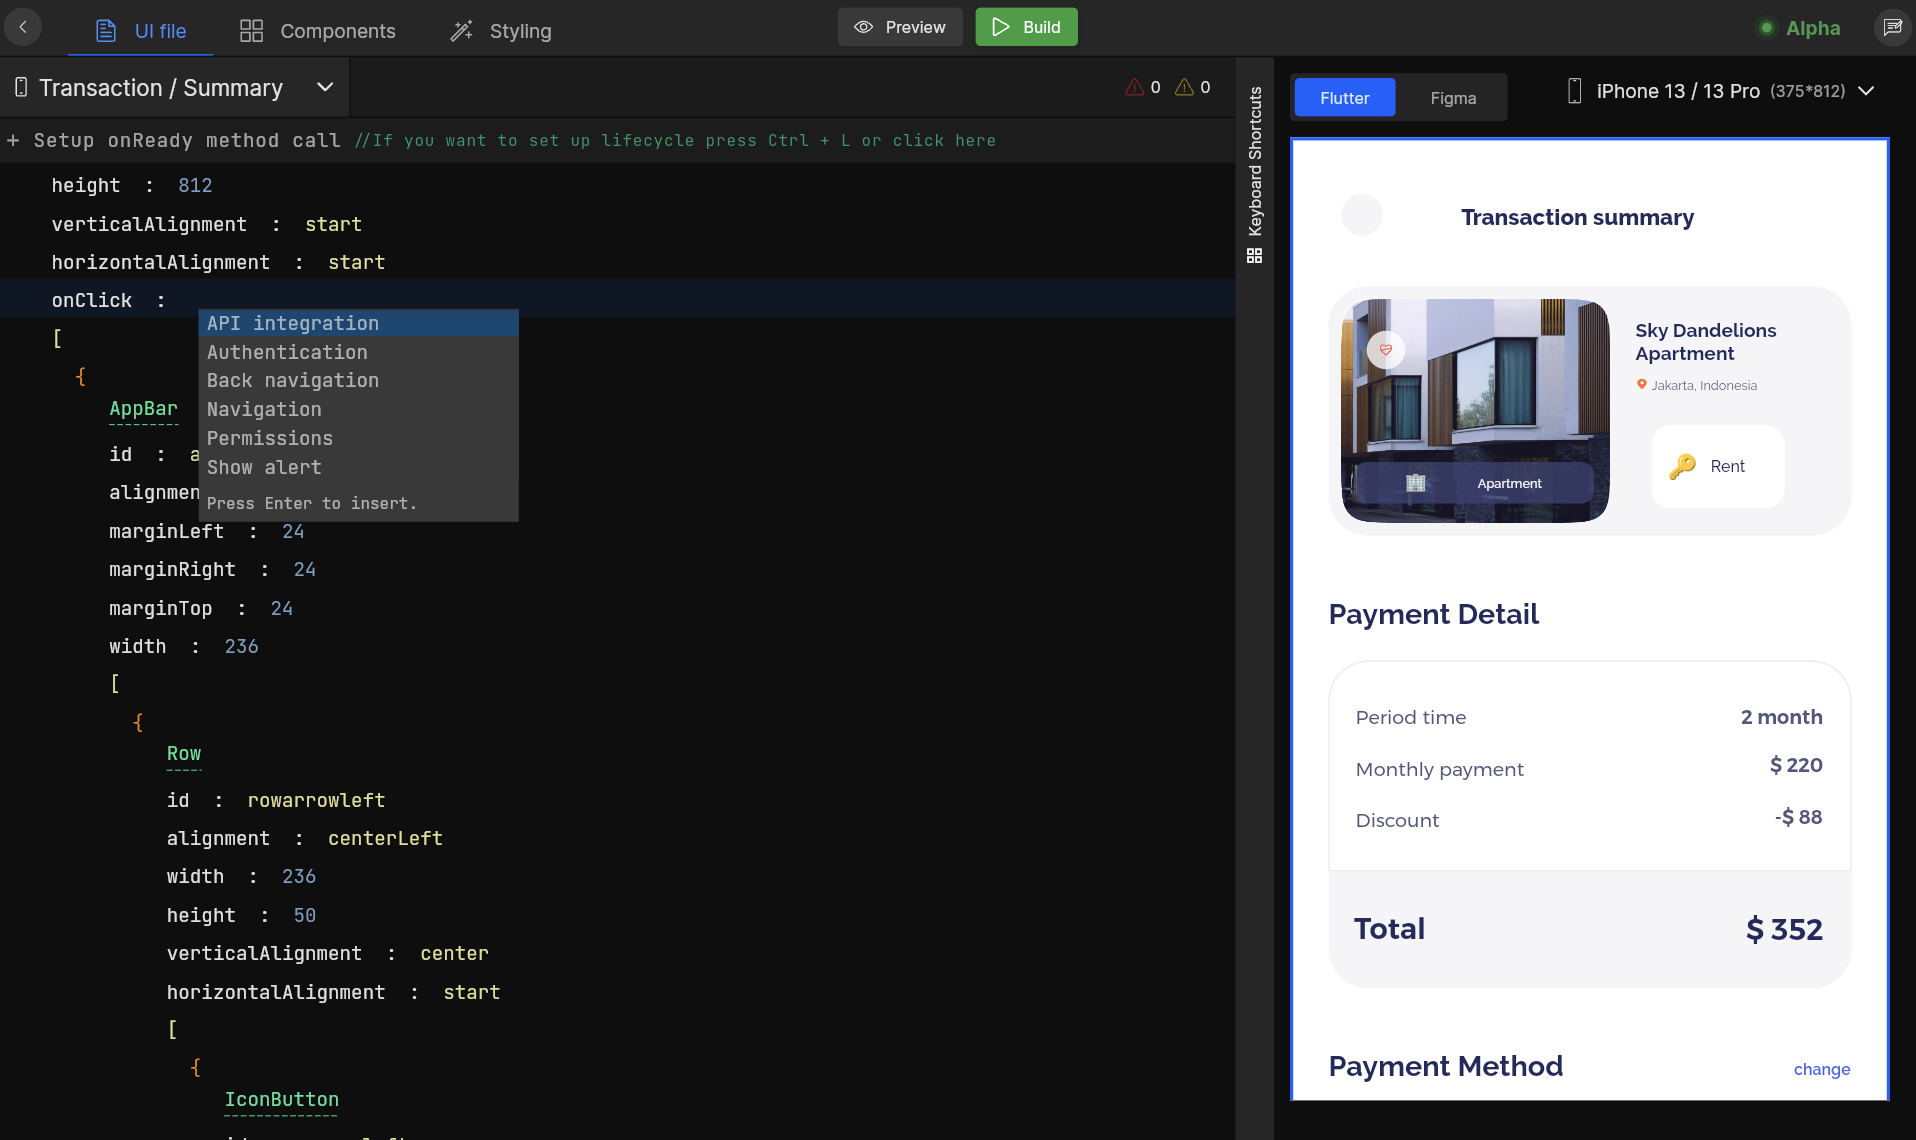 UI file
Components
Styling
Preview
Build
Alpha
Transaction / Summary
0
0
+ Setup onReady method call //If you want to set up lifecycle press Ctrl + L or click here
height : 812
verticalAlignment : start
horizontalAlignment : start
onClick :
[
{
AppBar
id : a
alignmen
marginLeft : 24
marginRight : 24
marginTop : 24
width : 236
[
{
Row
id : rowarrowleft
alignment : centerLeft
width : 236
height : 50
verticalAlignment : center
horizontalAlignment : start
[
{
IconButton
API integration
Authentication
Back navigation
Navigation
Permissions
Show alert
Press Enter to insert.
Keyboard Shortcuts
Flutter
Figma
iPhone 13 / 13 Pro (375*812)
Transaction summary
Sky Dandelions
Apartment
Jakarta, Indonesia
Rent
Apartment
Payment Detail
Period time 2 month
Monthly payment $ 220
Discount -$ 88
Total $ 352
Payment Method
change